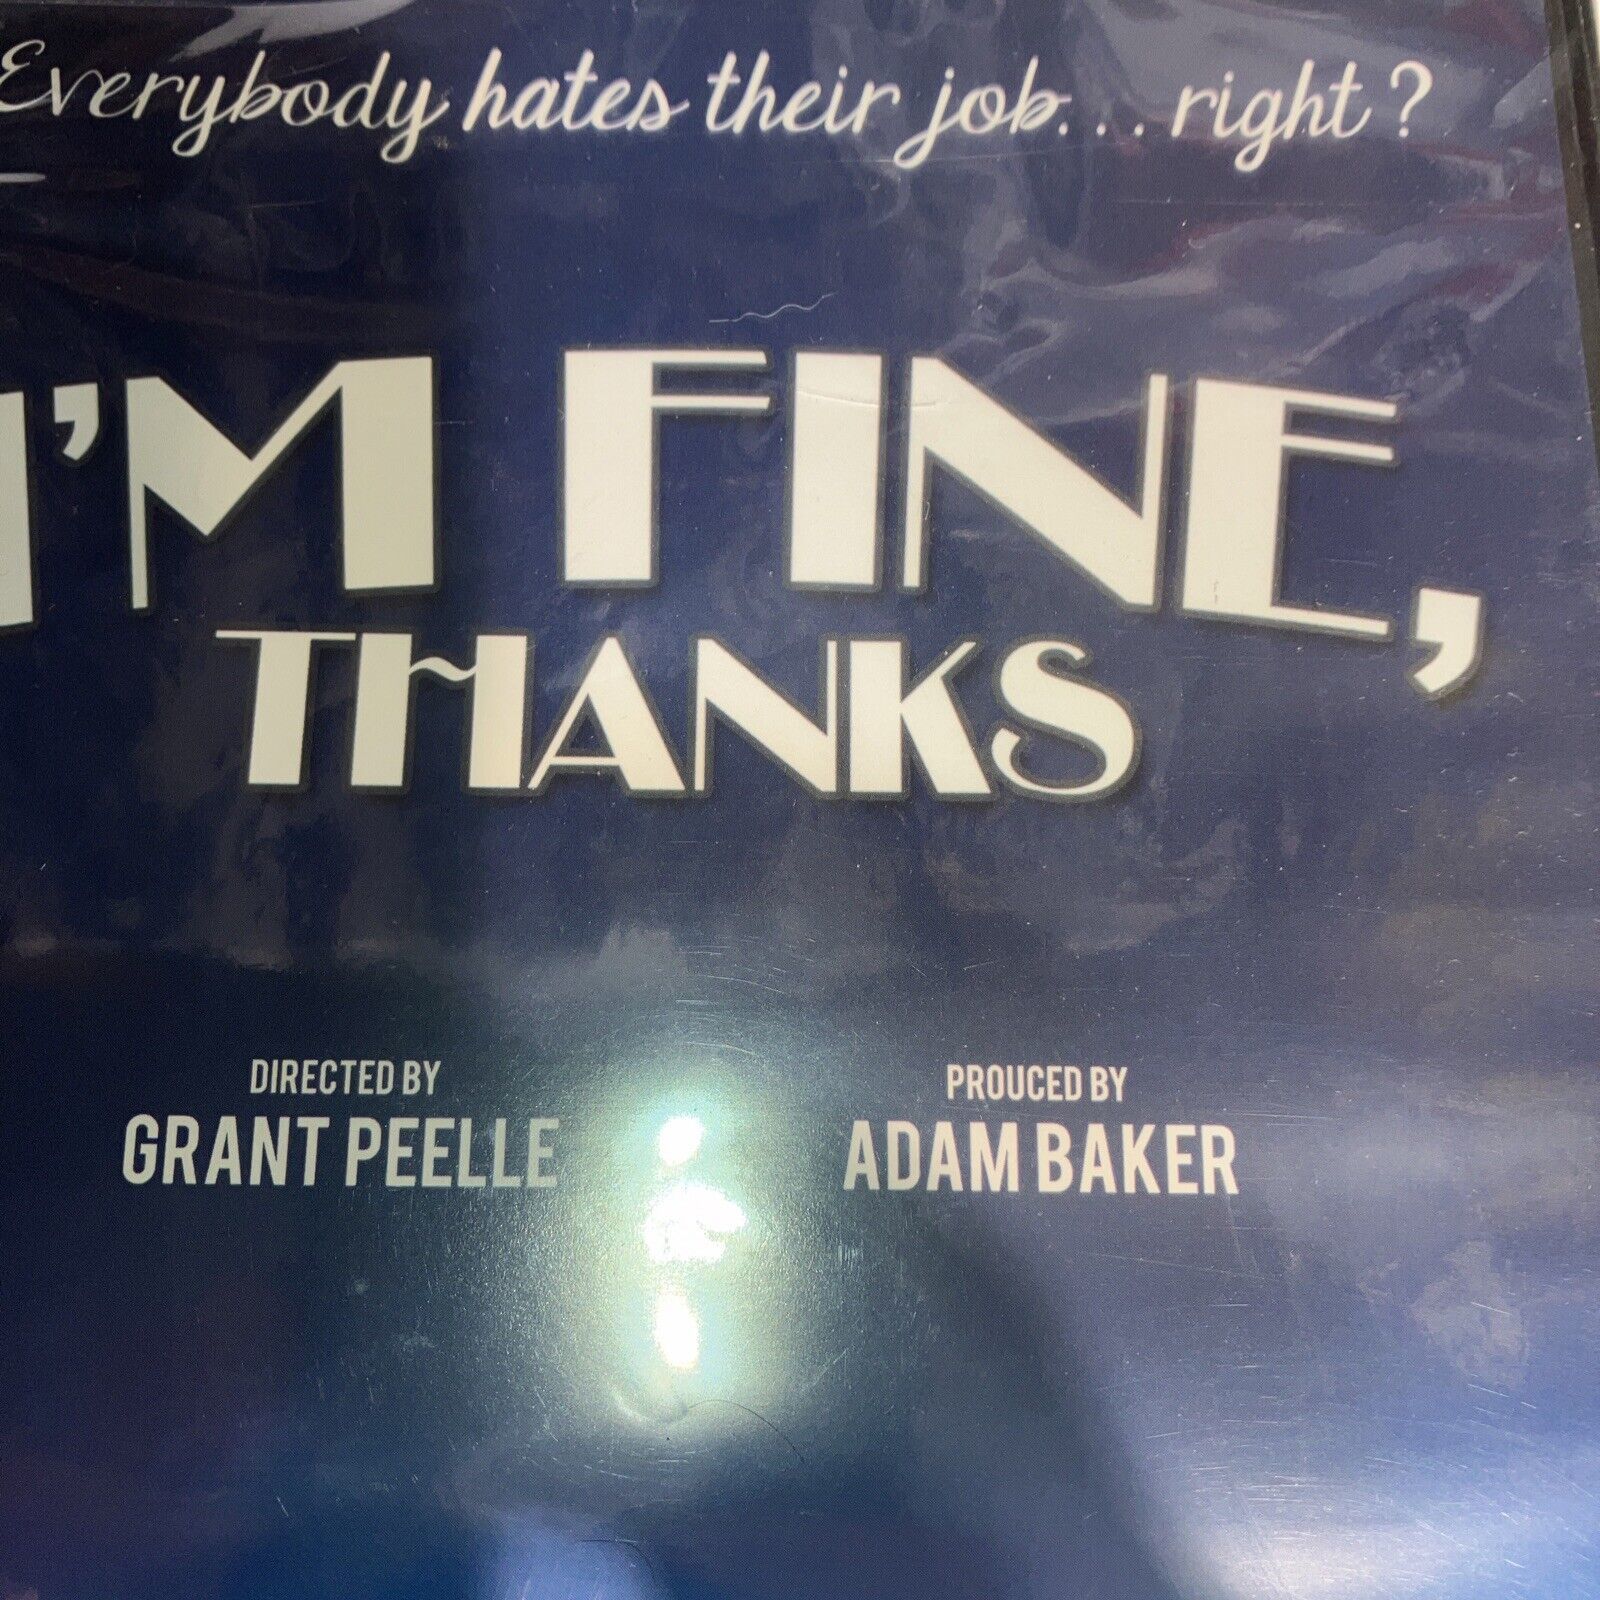 Everybody hates their job... right?
I'M FINE,
THANKS
DIRECTED BY
GRANT PEELLE
PROUCED BY
ADAM BAKER